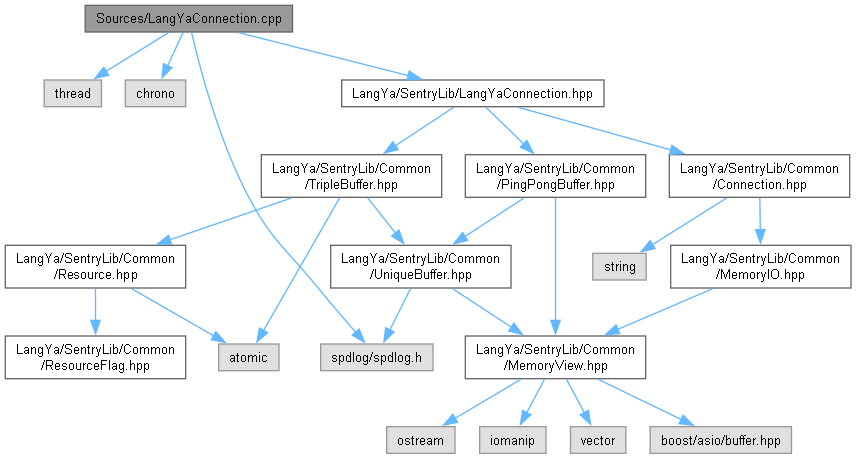 Sources/LangYaConnection.cpp
thread
chrono
LangYa/SentryLib/LangYaConnection.hpp
LangYa/SentryLib/Common
/TripleBuffer.hpp
LangYa/SentryLib/Common
/PingPongBuffer.hpp
LangYa/SentryLib/Common
/Connection.hpp
LangYa/SentryLib/Common
/Resource.hpp
LangYa/SentryLib/Common
/UniqueBuffer.hpp
string
LangYa/SentryLib/Common
/MemoryIO.hpp
LangYa/SentryLib/Common
/ResourceFlag.hpp
atomic
spdlog/spdlog.h
LangYa/SentryLib/Common
/MemoryView.hpp
ostream
iomanip
vector
boost/asio/buffer.hpp